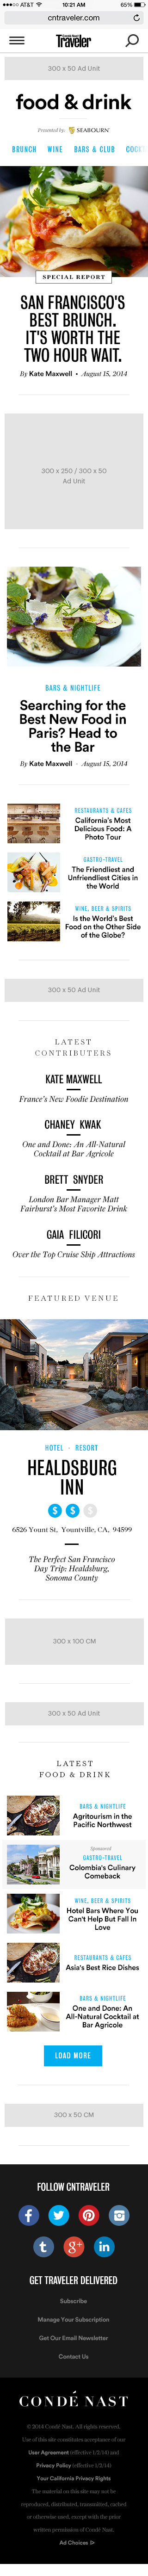 AT&T 10:21 AM 65%
cntraveler.com
Condé Nast
Traveler
300 x 50 Ad Unit
food & drink
Presented by: SEABOURN
BRUNCH WINE BARS & CLUB COC
SPECIAL REPORT
SAN FRANCISCO'S
BEST BRUNCH.
IT'S WORTH THE
TWO HOUR WAIT.
By Kate Maxwell • August 15, 2014
300 x 250 / 300 x 50
Ad Unit
BARS & NIGHTLIFE
Searching for the
Best New Food in
Paris? Head to
the Bar
By Kate Maxwell - August 15, 2014
RESTAURANTS & CAFES
California's Most
Delicious Food: A
Photo Tour
GASTRO-TRAVEL
The Friendliest and
Unfriendliest Cities in
the World
WINE, BEER & SPIRITS
Is the World's Best
Food on the Other Side
of the Globe?
300 x 50 Ad Unit
LATEST
CONTRIBUTORS
KATE MAXWELL
France's New Foodie Destination
CHANEY KWAK
One and Done: An All-Natural
Cocktail at Bar Agricole
BRETT SNYDER
London Bar Manager Matt
Fairhurst's Most Favorite Drink
GAIA FILICORI
Over the Top Cruise Ship Attractions
FEATURED VENUE
HOTEL - RESORT
HEALDSBURG
INN
$ $ $
6526 Yount St, Yountville, CA, 94599
The Perfect San Francisco
Day Trip: Healdsburg,
Sonoma County
300 x 100 CM
300 x 50 Ad Unit
LATEST
FOOD & DRINK
BARS & NIGHTLIFE
Agritourism in the
Pacific Northwest
Sponsored
GASTRO-TRAVEL
Colombia's Culinary
Comeback
WINE, BEER & SPIRITS
Hotel Bars Where You
Can't Help But Fall In
Love
RESTAURANTS & CAFES
Asia's Best Rice Dishes
BARS & NIGHTLIFE
One and Done: An
All-Natural Cocktail at
Bar Agricole
LOAD MORE
300 x 50 CM
FOLLOW CNTRAVELER
f
t g+ in
GET TRAVELER DELIVERED
Subscribe
Manage Your Subscription
Get Our Email Newsletter
Contact Us
CONDÉ NAST
© 2014 Condé Nast. All rights reserved.
Use of this site constitutes acceptance of our
User Agreement (effective 1/2/14) and
Privacy Policy (effective 1/2/14)
Your California Privacy Rights
The material on this site may not be
reproduced, distributed, transmitted, cached
or otherwise used, except with the prior
written permission of Condé Nast.
Ad Choices